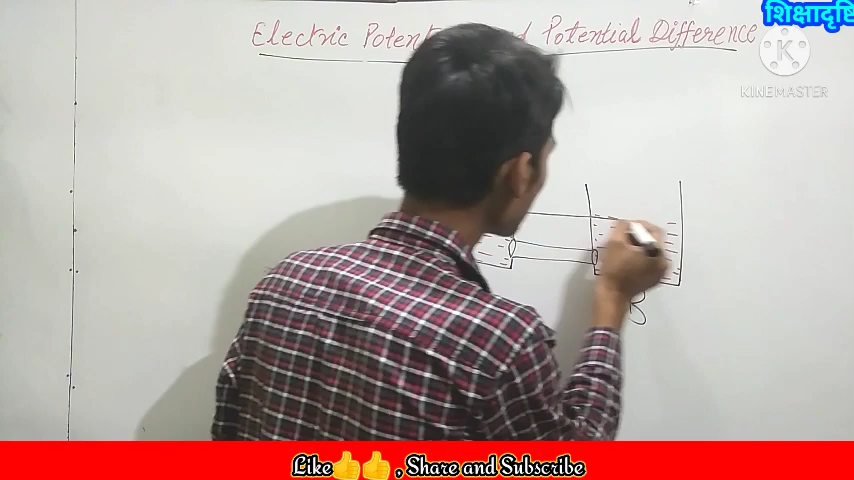 शिक्षादृष्टि
Electric Potent d Potential Difference
KINEMASTER
B
Like👍👍, Share and Subscribe